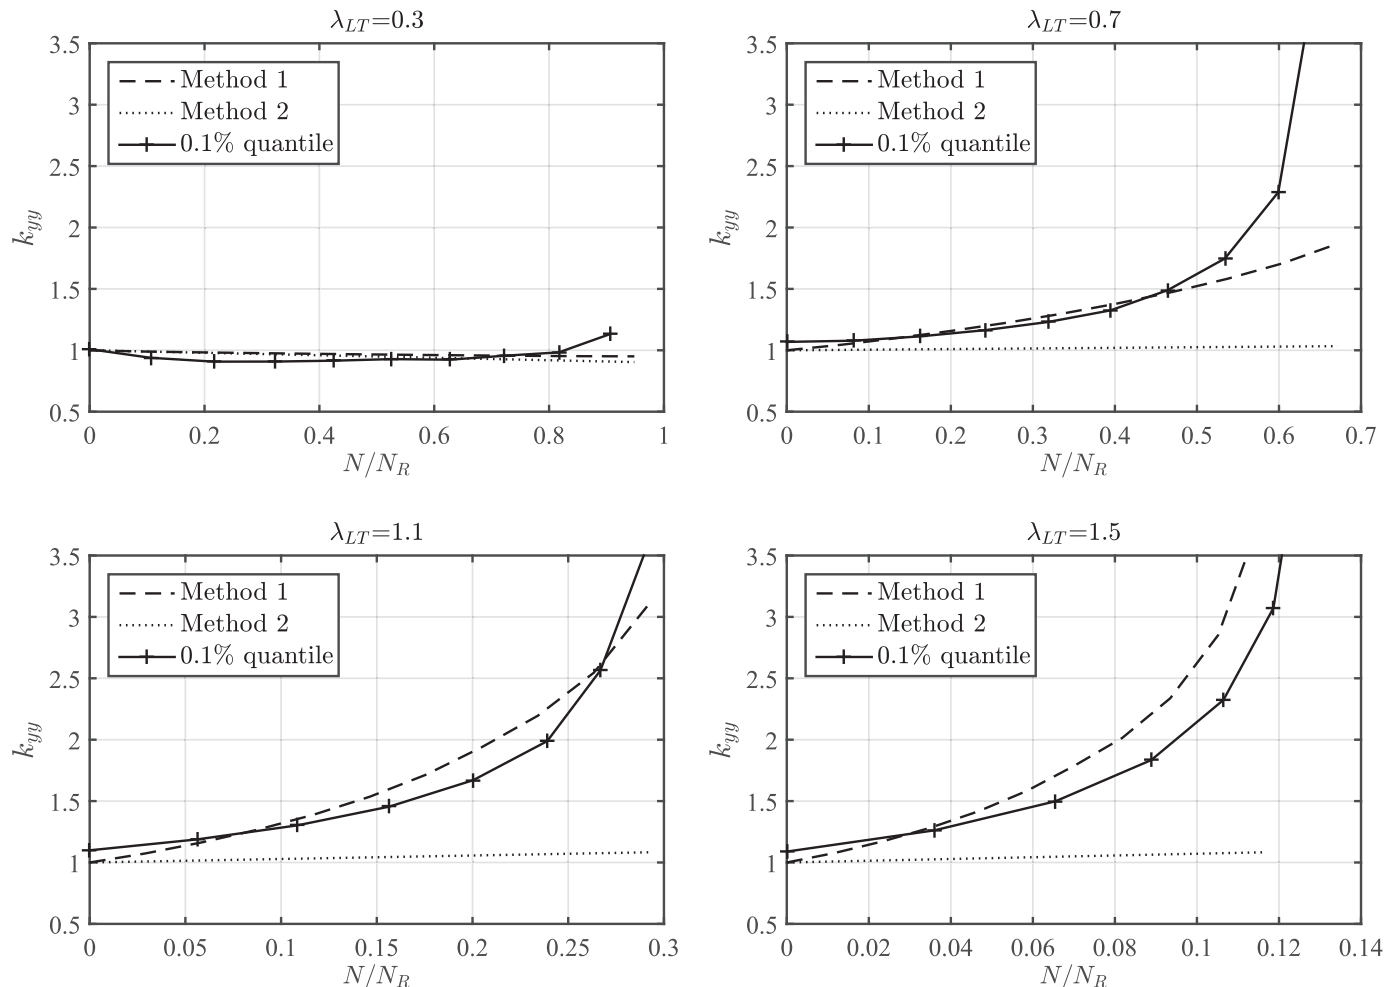 λ_LT=0.3
3.5
3
2.5
2
1.5
1
0.5
k_yy
Method 1
Method 2
0.1% quantile
0 0.2 0.4 0.6 0.8 1
N/N_R
λ_LT=0.7
3.5
3
2.5
2
1.5
1
0.5
k_yy
Method 1
Method 2
0.1% quantile
0 0.1 0.2 0.3 0.4 0.5 0.6 0.7
N/N_R
λ_LT=1.1
3.5
3
2.5
2
1.5
1
0.5
k_yy
Method 1
Method 2
0.1% quantile
0 0.05 0.1 0.15 0.2 0.25 0.3
N/N_R
λ_LT=1.5
3.5
3
2.5
2
1.5
1
0.5
k_yy
Method 1
Method 2
0.1% quantile
0 0.02 0.04 0.06 0.08 0.1 0.12 0.14
N/N_R